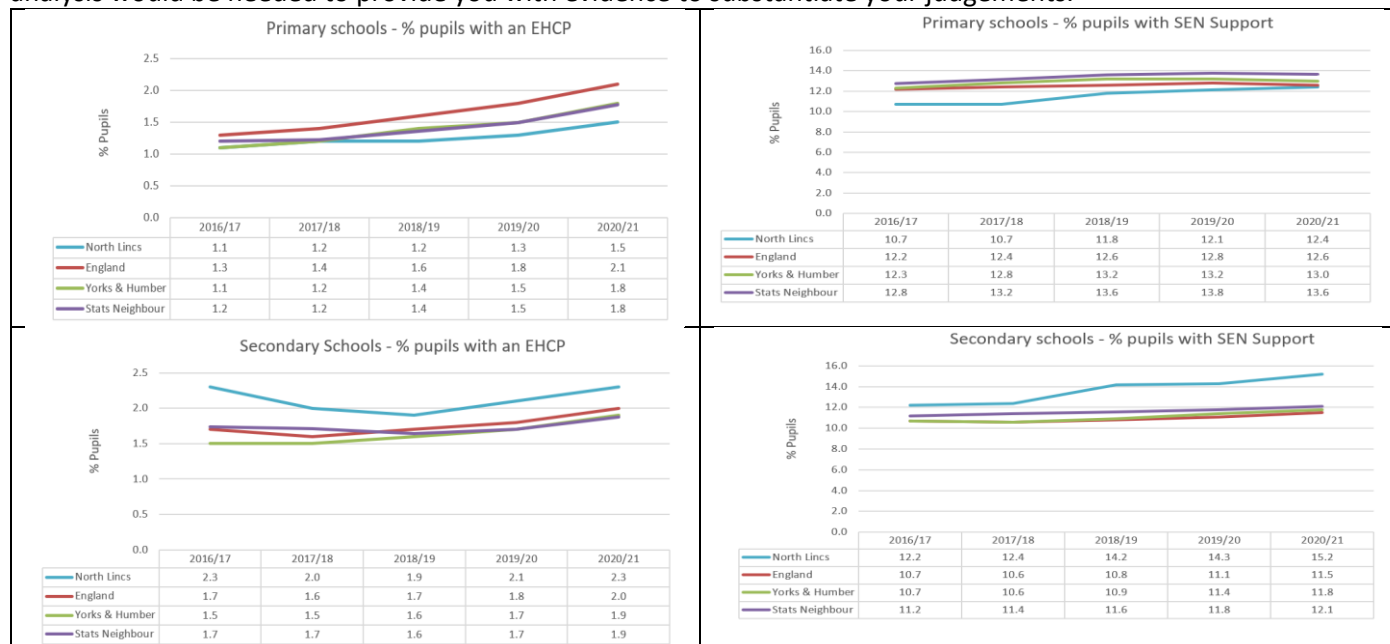 analysis would be needed to provide you with evidence to substantiate your judgements.
Primary schools - % pupils with an EHCP
2.5
2.0
1.5
1.0
0.5
0.0
% Pupils
2016/17 2017/18 2018/19 2019/20 2020/21
North Lincs 1.1 1.2 1.2 1.3 1.5
England 1.3 1.4 1.6 1.8 2.1
Yorks & Humber 1.1 1.2 1.4 1.5 1.8
Stats Neighbour 1.2 1.2 1.4 1.5 1.8
Primary schools - % pupils with SEN Support
16.0
14.0
12.0
10.0
8.0
6.0
4.0
2.0
0.0
% Pupils
2016/17 2017/18 2018/19 2019/20 2020/21
North Lincs 10.7 10.7 11.8 12.1 12.4
England 12.2 12.4 12.6 12.8 12.6
Yorks & Humber 12.3 12.8 13.2 13.2 13.0
Stats Neighbour 12.8 13.2 13.6 13.8 13.6
Secondary Schools - % pupils with an EHCP
2.5
2.0
1.5
1.0
0.5
0.0
% Pupils
2016/17 2017/18 2018/19 2019/20 2020/21
North Lincs 2.3 2.0 1.9 2.1 2.3
England 1.7 1.6 1.7 1.8 2.0
Yorks & Humber 1.5 1.5 1.6 1.7 1.9
Stats Neighbour 1.7 1.7 1.6 1.7 1.9
Secondary schools - % pupils with SEN Support
16.0
14.0
12.0
10.0
8.0
6.0
4.0
2.0
0.0
% Pupils
2016/17 2017/18 2018/19 2019/20 2020/21
North Lincs 12.2 12.4 14.2 14.3 15.2
England 10.7 10.6 10.8 11.1 11.5
Yorks & Humber 10.7 10.6 10.9 11.4 11.8
Stats Neighbour 11.2 11.4 11.6 11.8 12.1